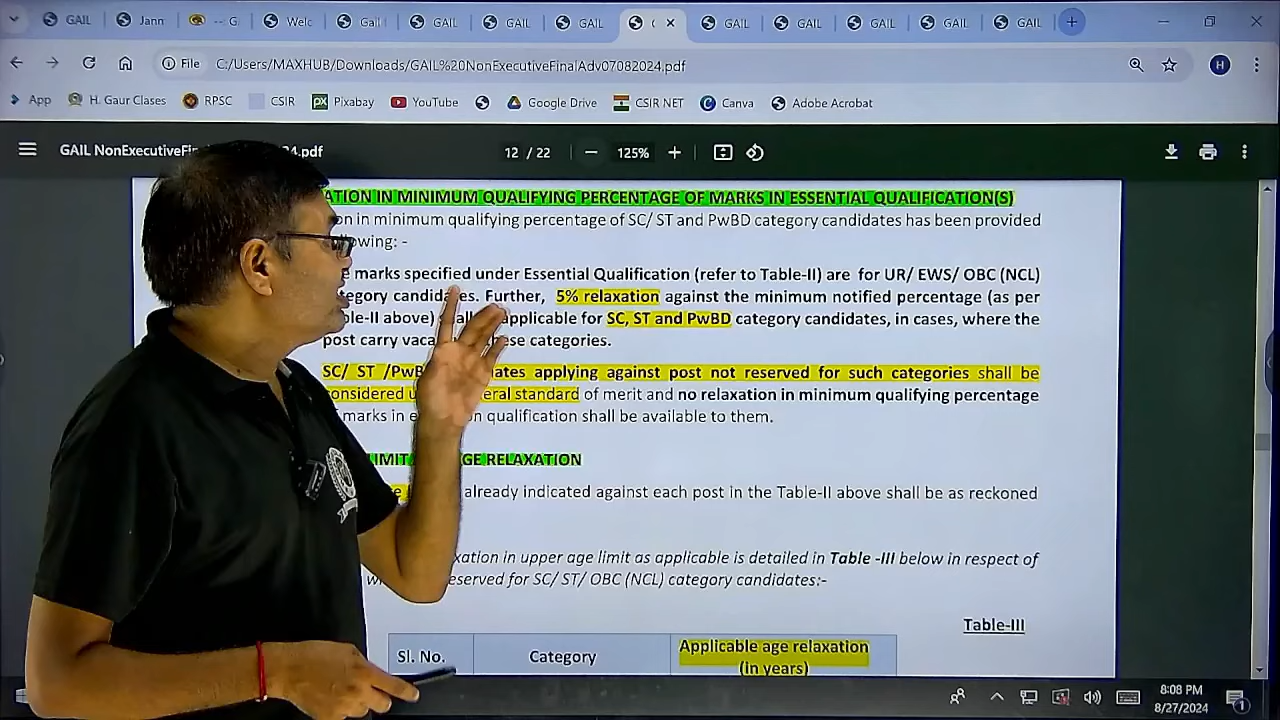 GAIL
Jann
-- G
Welc
Gail
GAIL
GAIL
GAIL
GAIL
GAIL
GAIL
GAIL
GAIL
File
C:/Users/MAXHUB/Downloads/GAIL%20NonExecutiveFinalAdv07082024.pdf
H
App
H. Gaur Classes
RPSC
CSIR
px Pixabay
YouTube
Google Drive
CSIR NET
Canva
Adobe Acrobat
GAIL NonExecutiveFin 24.pdf
12 / 22
125%
ATION IN MINIMUM QUALIFYING PERCENTAGE OF MARKS IN ESSENTIAL QUALIFICATION(S)
on in minimum qualifying percentage of SC/ ST and PwBD category candidates has been provided
llowing: -
e marks specified under Essential Qualification (refer to Table-II) are for UR/ EWS/ OBC (NCL)
tegory candidates. Further, 5% relaxation against the minimum notified percentage (as per
ble-II above) applicable for SC, ST and PwBD category candidates, in cases, where the
post carry vaca ese categories.
SC/ ST /PwB ates applying against post not reserved for such categories shall be
onsidered u eral standard of merit and no relaxation in minimum qualifying percentage
f marks in e n qualification shall be available to them.
LIMIT GE RELAXATION
already indicated against each post in the Table-II above shall be as reckoned
xation in upper age limit as applicable is detailed in Table -III below in respect of
w eserved for SC/ ST/ OBC (NCL) category candidates:-
Table-III
Sl. No.
Category
Applicable age relaxation
(in years)
8:08 PM
8/27/2024
1